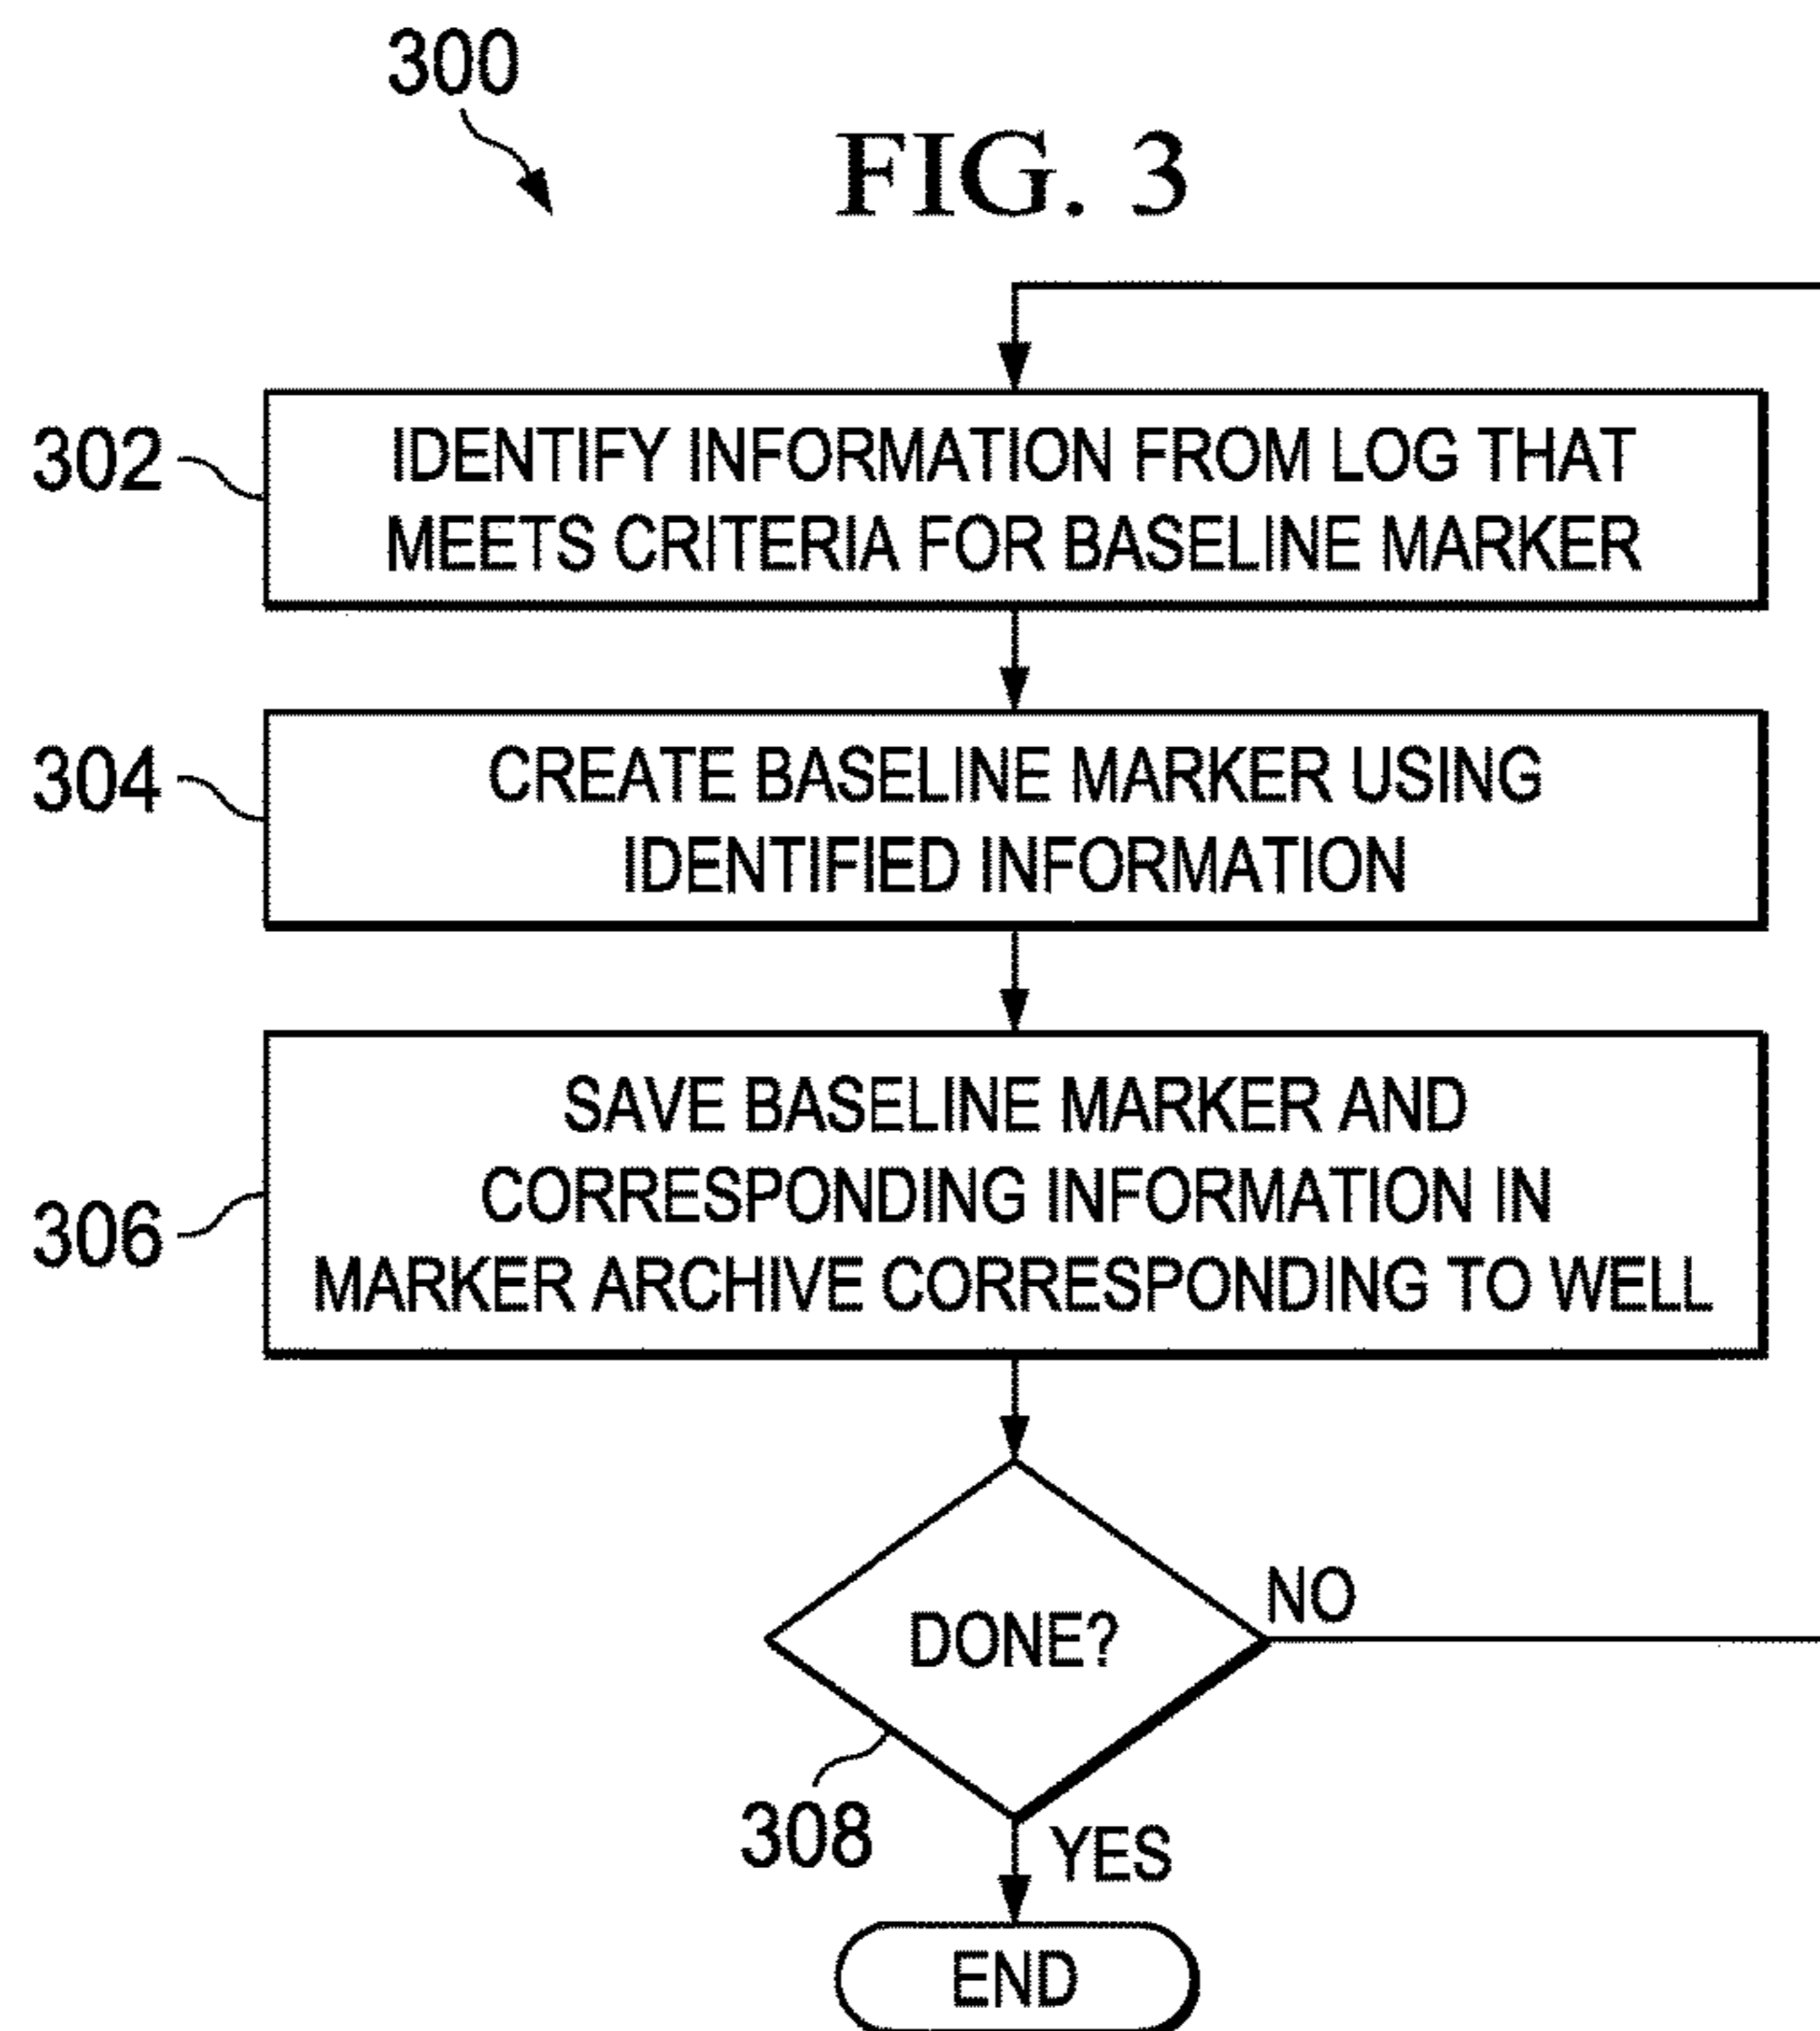 300
FIG. 3
302
IDENTIFY INFORMATION FROM LOG THAT
MEETS CRITERIA FOR BASELINE MARKER
304
CREATE BASELINE MARKER USING
IDENTIFIED INFORMATION
306
SAVE BASELINE MARKER AND
CORRESPONDING INFORMATION IN
MARKER ARCHIVE CORRESPONDING TO WELL
DONE?
NO
308
YES
END